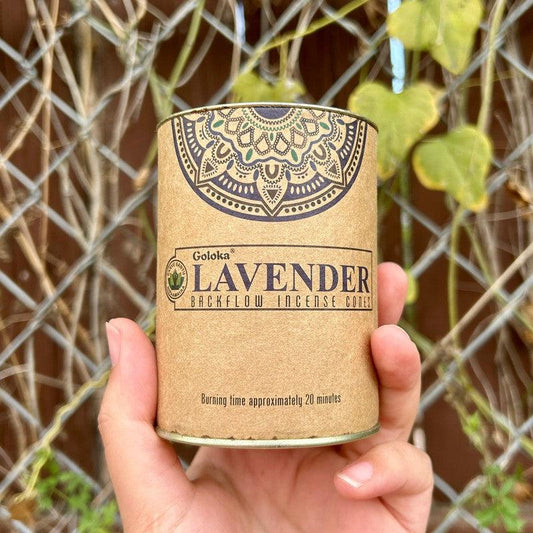 Goloka®
LAVENDER
BACKFLOW INCENSE CONES
Burning time approximately 20 minutes